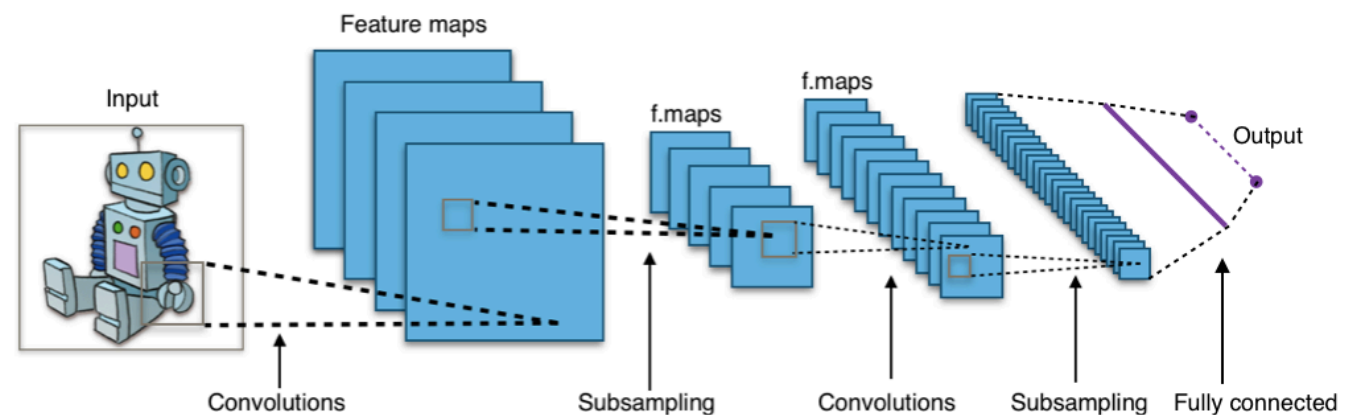 Feature maps
Input
f.maps
f.maps
Output
Convolutions
Subsampling
Convolutions
Subsampling
Fully connected